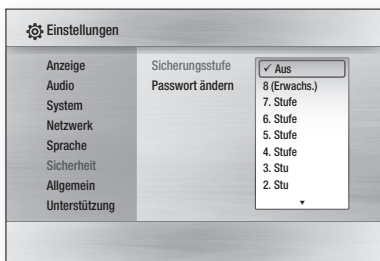 Einstellungen
Anzeige
Audio
System
Netzwerk
Sprache
Sicherheit
Allgemein
Unterstützung
Sicherungsstufe
Passwort ändern
✓ Aus
8 (Erwachs.)
7. Stufe
6. Stufe
5. Stufe
4. Stufe
3. Stu
2. Stu